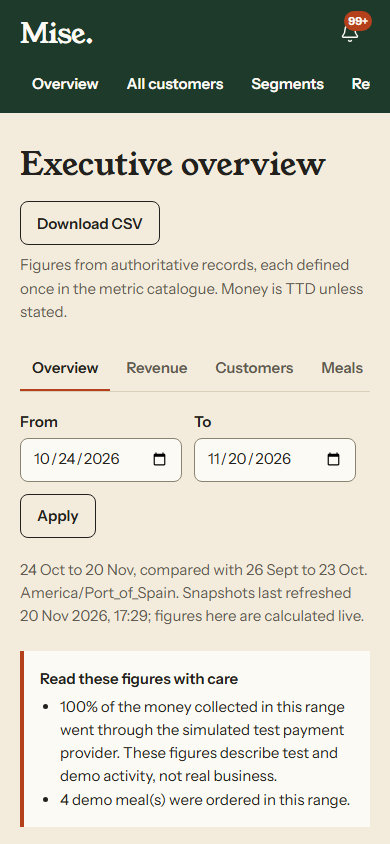 Mise.
99+
Overview All customers Segments Re
Executive overview
Download CSV
Figures from authoritative records, each defined
once in the metric catalogue. Money is TTD unless
stated.
Overview Revenue Customers Meals
From To
10/24/2026 11/20/2026
Apply
24 Oct to 20 Nov, compared with 26 Sept to 23 Oct.
America/Port_of_Spain. Snapshots last refreshed
20 Nov 2026, 17:29; figures here are calculated live.
Read these figures with care
• 100% of the money collected in this range
went through the simulated test payment
provider. These figures describe test and
demo activity, not real business.
• 4 demo meal(s) were ordered in this range.